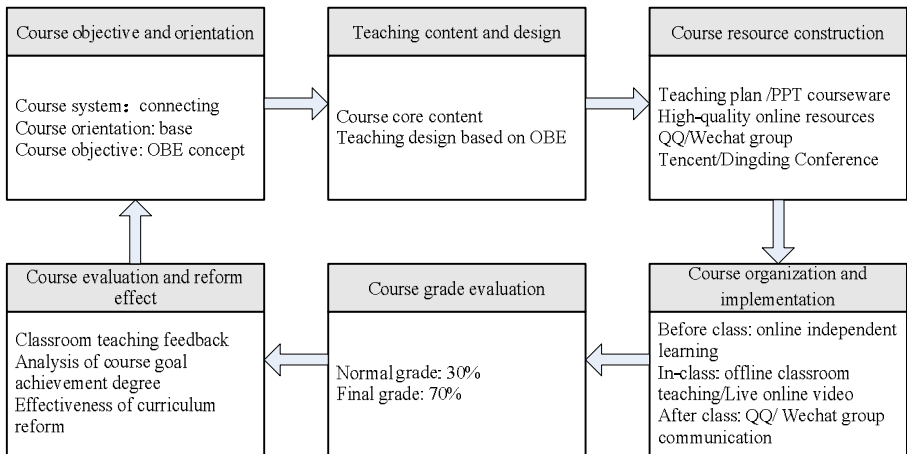 Course objective and orientation
Course system：connecting
Course orientation: base
Course objective: OBE concept
Teaching content and design
Course core content
Teaching design based on OBE
Course resource construction
Teaching plan /PPT courseware
High-quality online resources
QQ/Wechat group
Tencent/Dingding Conference
Course organization and
implementation
Before class: online independent
learning
In-class: offline classroom
teaching/Live online video
After class: QQ/ Wechat group
communication
Course grade evaluation
Normal grade: 30%
Final grade: 70%
Course evaluation and reform
effect
Classroom teaching feedback
Analysis of course goal
achievement degree
Effectiveness of curriculum
reform